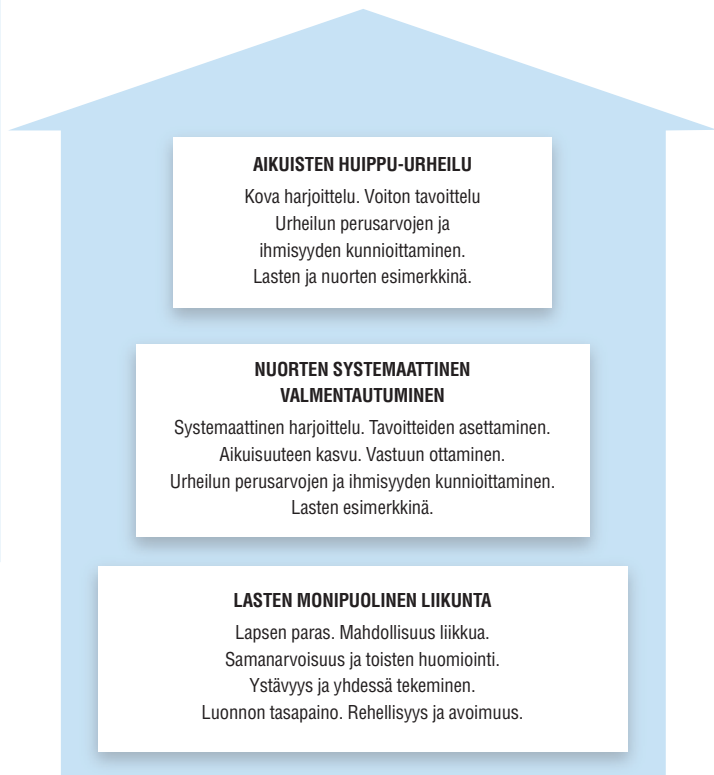 AIKUISTEN HUIPPU-URHEILU
Kova harjoittelu. Voiton tavoittelu
Urheilun perusarvojen ja
ihmisyyden kunnioittaminen.
Lasten ja nuorten esimerkkinä.
NUORTEN SYSTEMAATTINEN
VALMENTAUTUMINEN
Systemaattinen harjoittelu. Tavoitteiden asettaminen.
Aikuisuuteen kasvu. Vastuun ottaminen.
Urheilun perusarvojen ja ihmisyyden kunnioittaminen.
Lasten esimerkkinä.
LASTEN MONIPUOLINEN LIIKUNTA
Lapsen paras. Mahdollisuus liikkua.
Samanarvoisuus ja toisten huomiointi.
Ystävyys ja yhdessä tekeminen.
Luonnon tasapaino. Rehellisyys ja avoimuus.